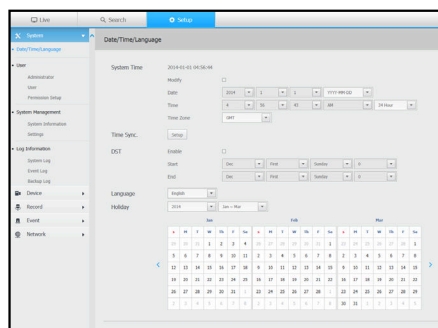 Live
Search
Setup
System
Date/Time/Language
User
Administrator
User
Permission Setup
System Management
System Information
Settings
Log Information
System Log
Event Log
Backup Log
Device
Record
Event
Network
Date/Time/Language
System Time 2014-01-01 04:56:44
Modify
Date 2014 1 1 YYYY-MM-DD
Time 4 AM 24 Hour
Time Zone GMT
Time Sync. Setup
DST Enable
Start Dec First Sunday 0
End Dec First Sunday 0
Language English
Holiday 2014 Jan ~ Mar
Jan Feb Mar
M T W Th F Sa M T W Th F Sa M T W Th F Sa
29 30 31 1 2 3 4 26 27 28 29 30 31 1 23 24 25 26 27 28 1
5 6 7 8 9 10 11 2 3 4 5 6 7 8 2 3 4 5 6 7 8
12 13 14 15 16 17 18 9 10 11 12 13 14 15 9 10 11 12 13 14 15
19 20 21 22 23 24 25 16 17 18 19 20 21 22 16 17 18 19 20 21 22
26 27 28 29 30 31 1 23 24 25 26 27 28 1 23 24 25 26 27 28 29
2 3 4 5 6 7 8 2 3 4 5 6 7 8 30 31 1 2 3 4 5